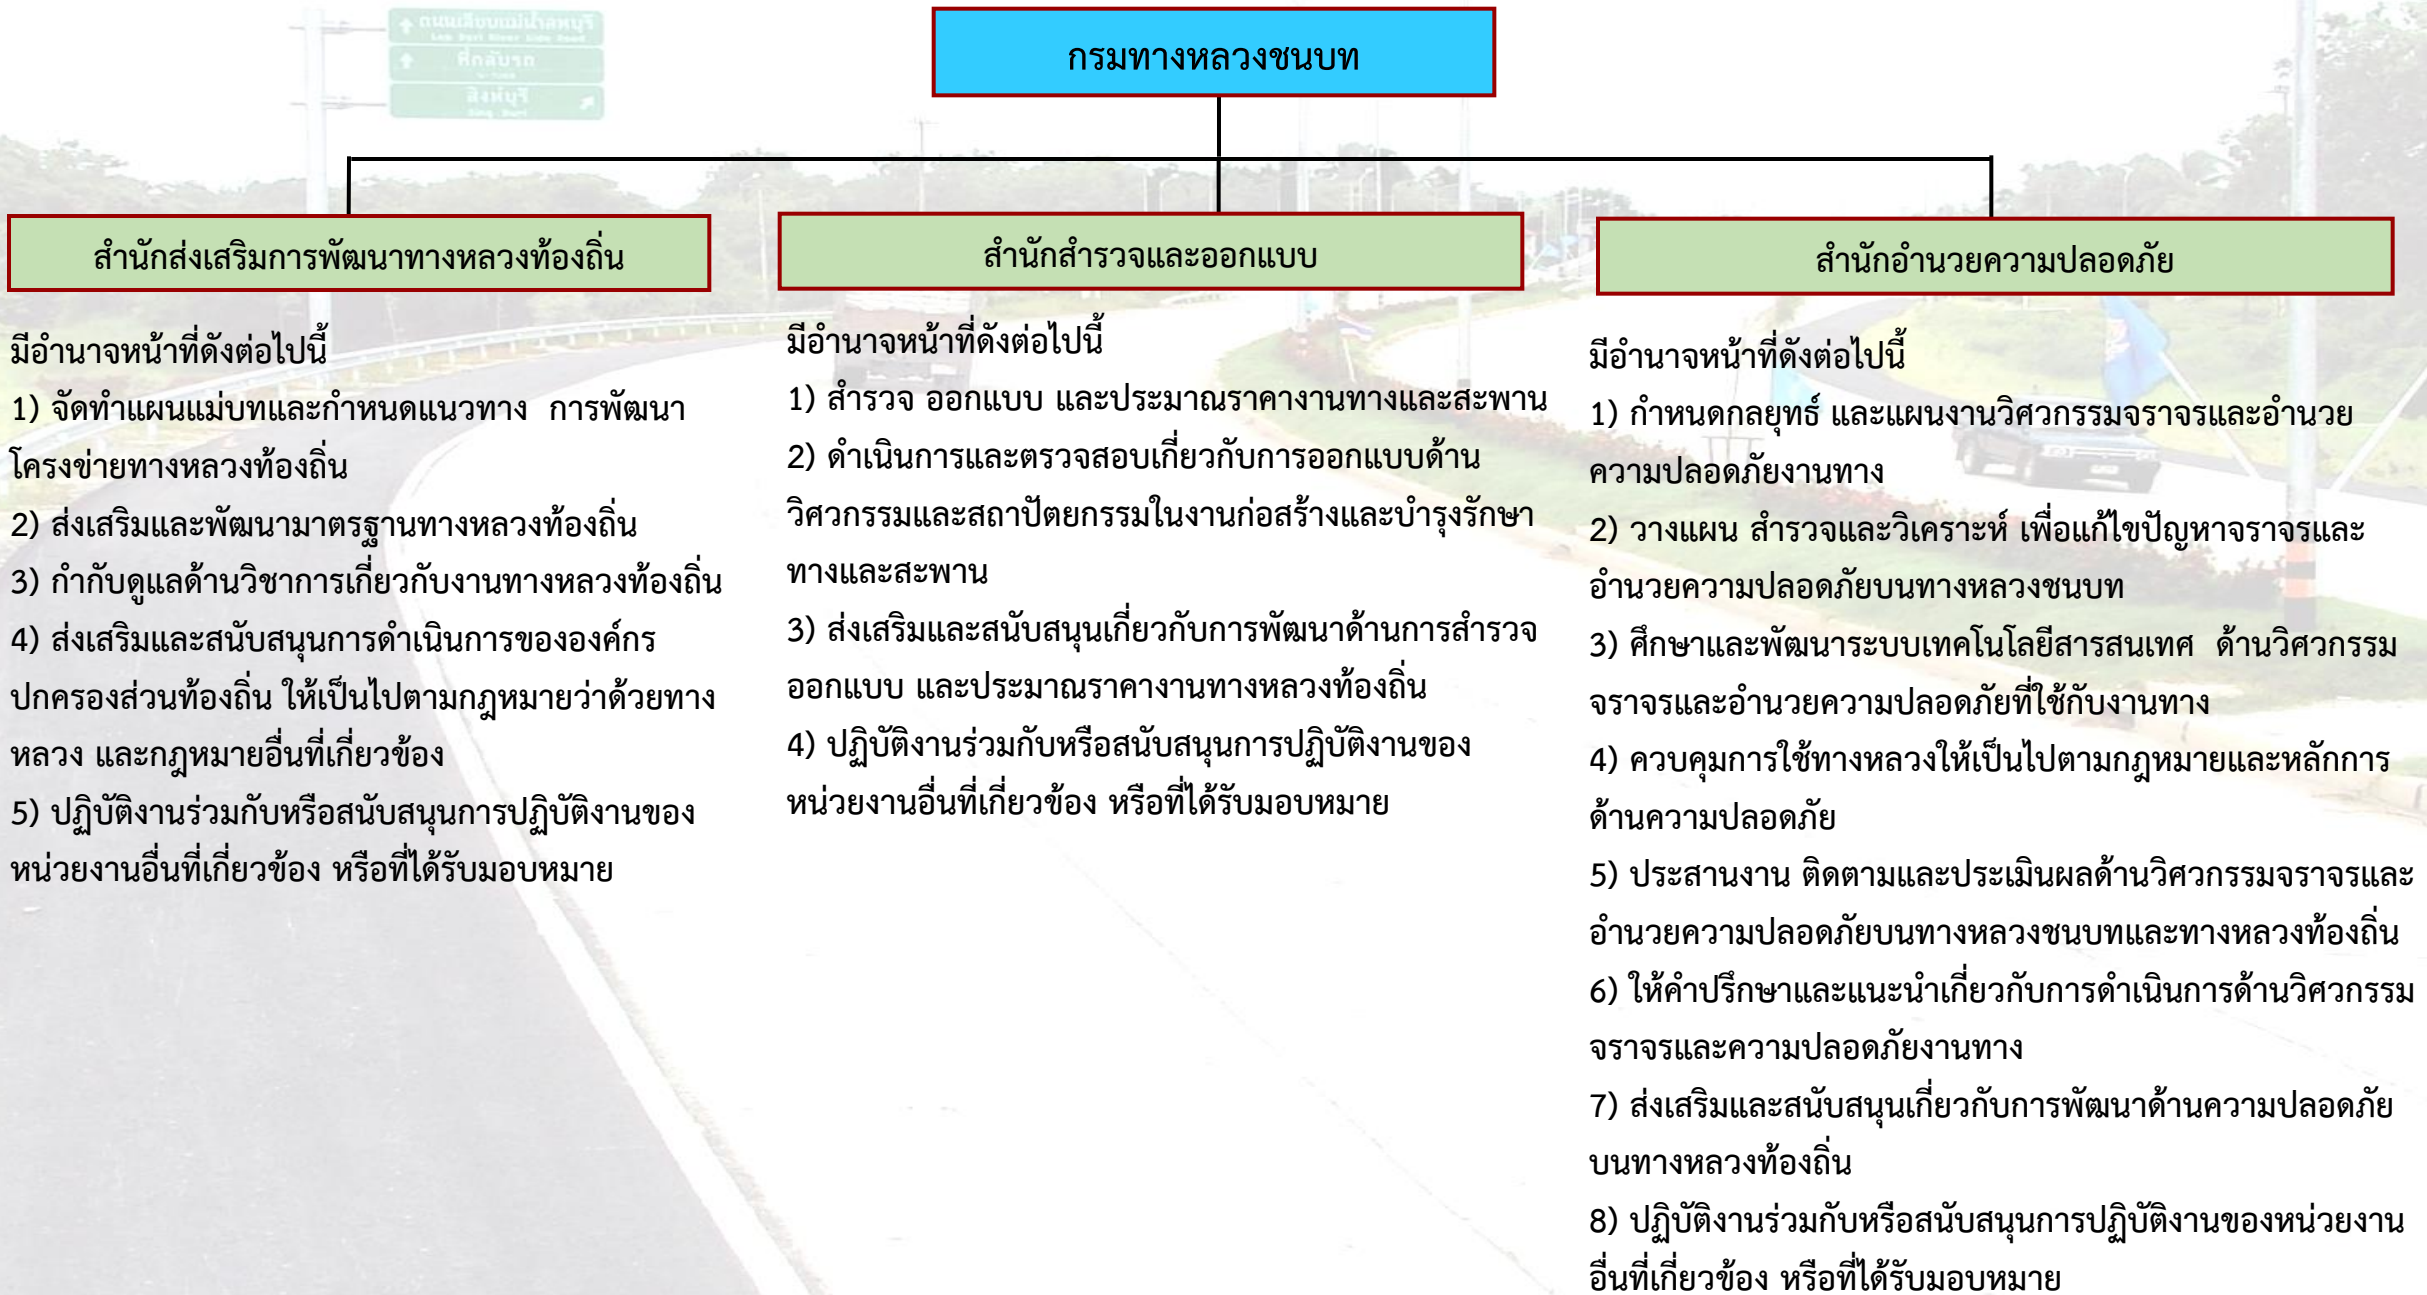 ถนนเลียบแม่น้ำลพบุรี
Lop Buri River Side Road
ที่กลับรถ
U-Turn
สิงห์บุรี
Sing Buri
กรมทางหลวงชนบท
สำนักส่งเสริมการพัฒนาทางหลวงท้องถิ่น
มีอำนาจหน้าที่ดังต่อไปนี้
1) จัดทำแผนแม่บทและกำหนดแนวทาง การพัฒนา
โครงข่ายทางหลวงท้องถิ่น
2) ส่งเสริมและพัฒนามาตรฐานทางหลวงท้องถิ่น
3) กำกับดูแลด้านวิชาการเกี่ยวกับงานทางหลวงท้องถิ่น
4) ส่งเสริมและสนับสนุนการดำเนินการขององค์กร
ปกครองส่วนท้องถิ่น ให้เป็นไปตามกฎหมายว่าด้วยทาง
หลวง และกฎหมายอื่นที่เกี่ยวข้อง
5) ปฏิบัติงานร่วมกับหรือสนับสนุนการปฏิบัติงานของ
หน่วยงานอื่นที่เกี่ยวข้อง หรือที่ได้รับมอบหมาย
สำนักสำรวจและออกแบบ
มีอำนาจหน้าที่ดังต่อไปนี้
1) สำรวจ ออกแบบ และประมาณราคางานทางและสะพาน
2) ดำเนินการและตรวจสอบเกี่ยวกับการออกแบบด้าน
วิศวกรรมและสถาปัตยกรรมในงานก่อสร้างและบำรุงรักษา
ทางและสะพาน
3) ส่งเสริมและสนับสนุนเกี่ยวกับการพัฒนาด้านการสำรวจ
ออกแบบ และประมาณราคางานทางหลวงท้องถิ่น
4) ปฏิบัติงานร่วมกับหรือสนับสนุนการปฏิบัติงานของ
หน่วยงานอื่นที่เกี่ยวข้อง หรือที่ได้รับมอบหมาย
สำนักอำนวยความปลอดภัย
มีอำนาจหน้าที่ดังต่อไปนี้
1) กำหนดกลยุทธ์ และแผนงานวิศวกรรมจราจรและอำนวย
ความปลอดภัยงานทาง
2) วางแผน สำรวจและวิเคราะห์ เพื่อแก้ไขปัญหาจราจรและ
อำนวยความปลอดภัยบนทางหลวงชนบท
3) ศึกษาและพัฒนาระบบเทคโนโลยีสารสนเทศ ด้านวิศวกรรม
จราจรและอำนวยความปลอดภัยที่ใช้กับงานทาง
4) ควบคุมการใช้ทางหลวงให้เป็นไปตามกฎหมายและหลักการ
ด้านความปลอดภัย
5) ประสานงาน ติดตามและประเมินผลด้านวิศวกรรมจราจรและ
อำนวยความปลอดภัยบนทางหลวงชนบทและทางหลวงท้องถิ่น
6) ให้คำปรึกษาและแนะนำเกี่ยวกับการดำเนินการด้านวิศวกรรม
จราจรและความปลอดภัยงานทาง
7) ส่งเสริมและสนับสนุนเกี่ยวกับการพัฒนาด้านความปลอดภัย
บนทางหลวงท้องถิ่น
8) ปฏิบัติงานร่วมกับหรือสนับสนุนการปฏิบัติงานของหน่วยงาน
อื่นที่เกี่ยวข้อง หรือที่ได้รับมอบหมาย